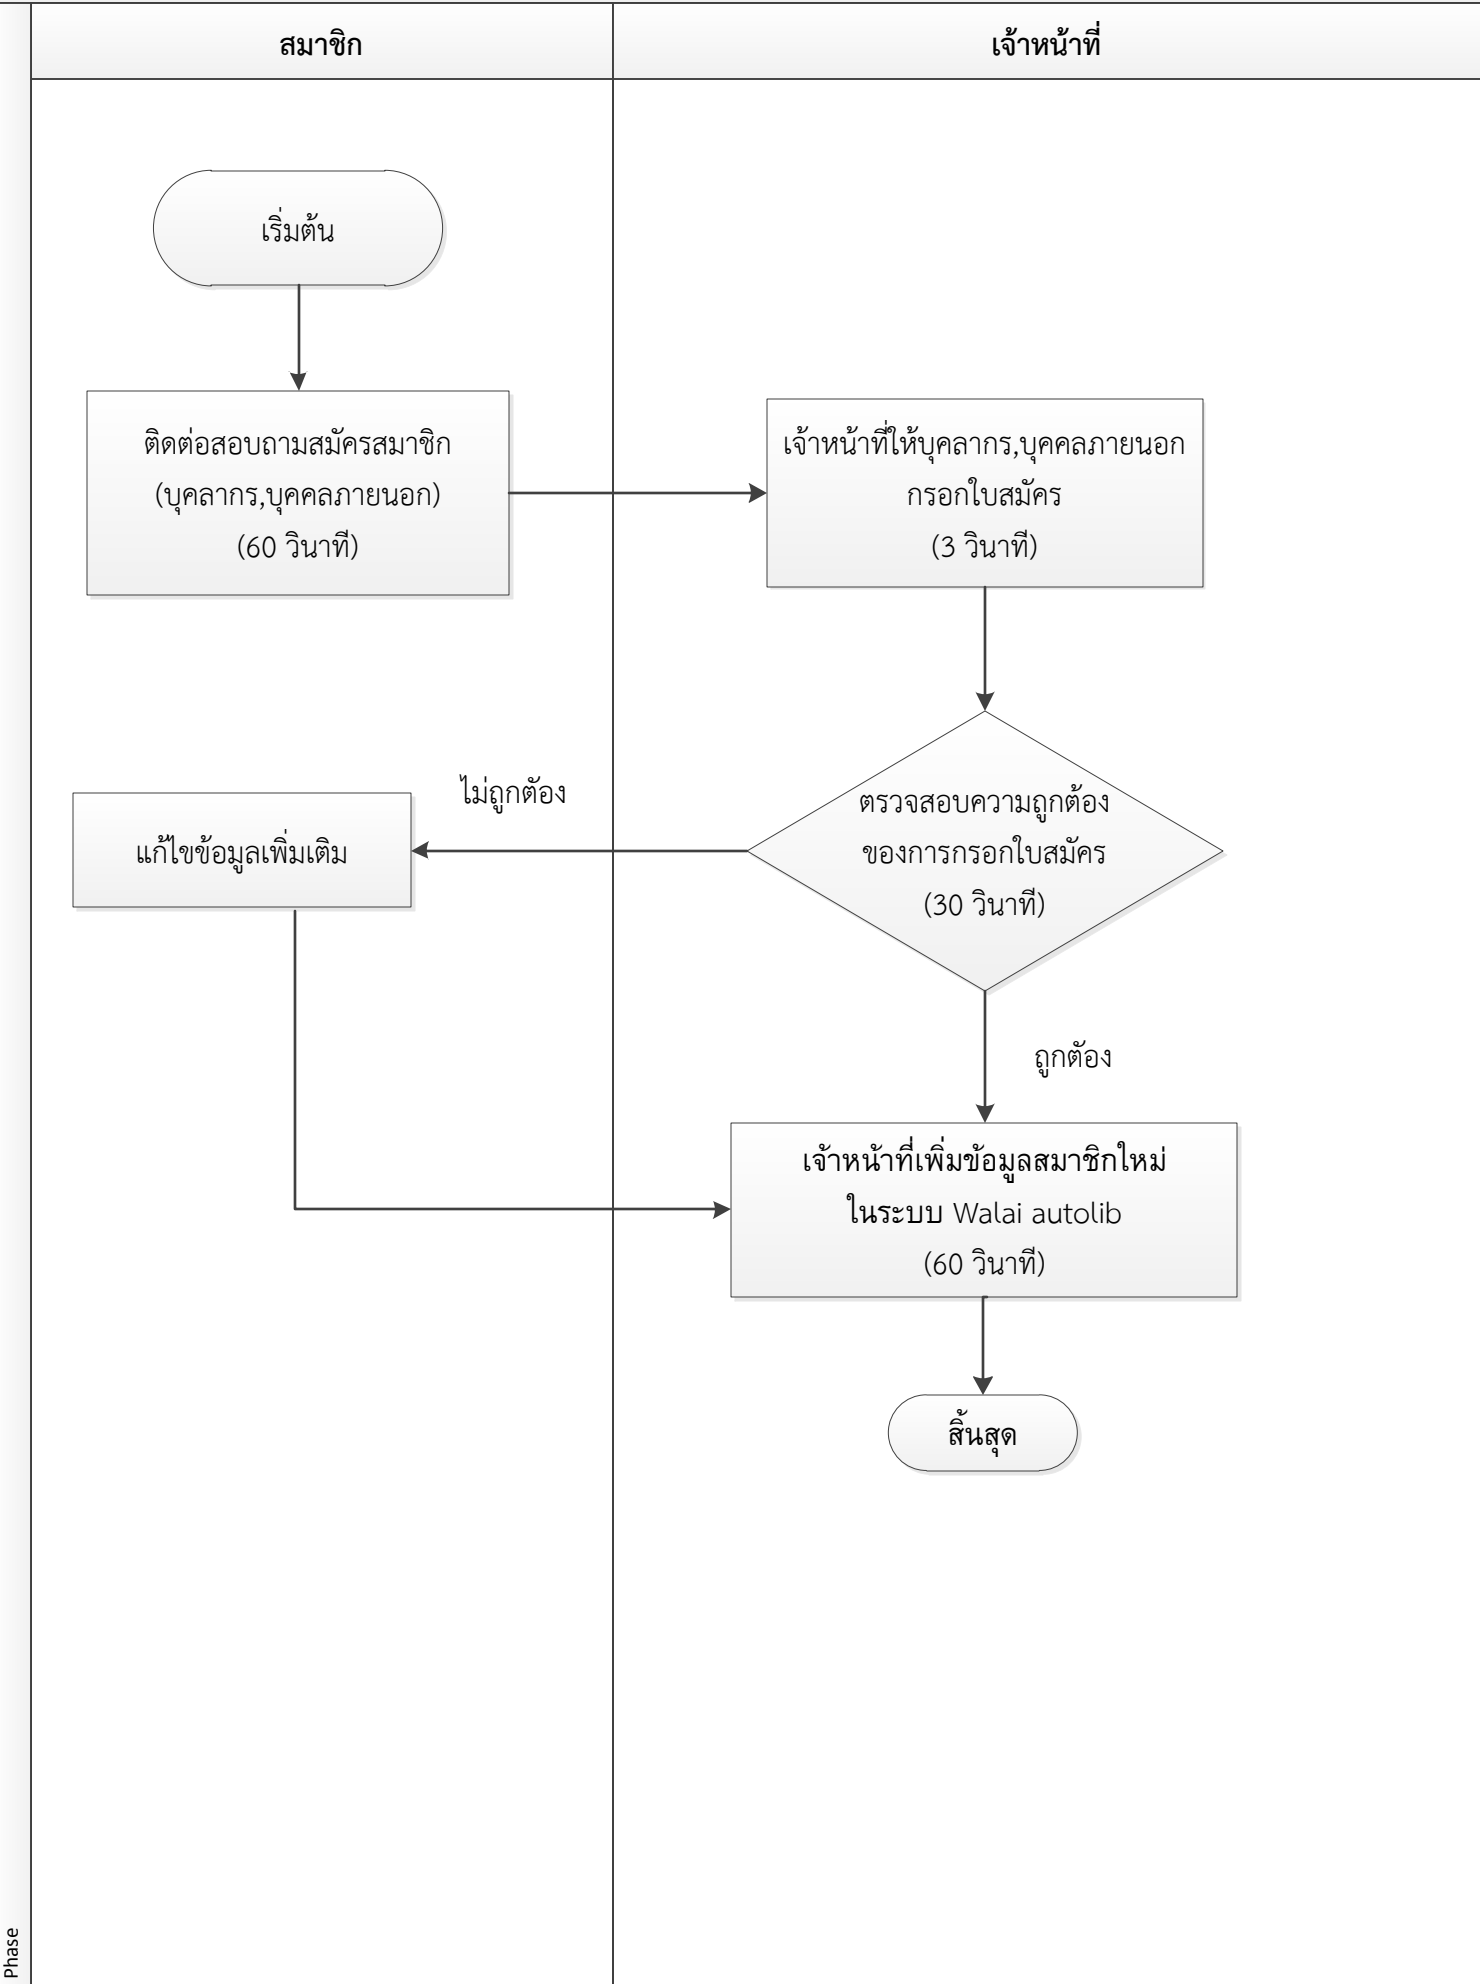 สมาชิก
เจ้าหน้าที่
เริ่มต้น
ติดต่อสอบถามสมัครสมาชิก
(บุคลากร,บุคคลภายนอก)
(60 วินาที)
เจ้าหน้าที่ให้บุคลากร,บุคคลภายนอก
กรอกใบสมัคร
(3 วินาที)
ตรวจสอบความถูกต้อง
ของการกรอกใบสมัคร
(30 วินาที)
ไม่ถูกต้อง
แก้ไขข้อมูลเพิ่มเติม
ถูกต้อง
เจ้าหน้าที่เพิ่มข้อมูลสมาชิกใหม่
ในระบบ Walai autolib
(60 วินาที)
สิ้นสุด
Phase